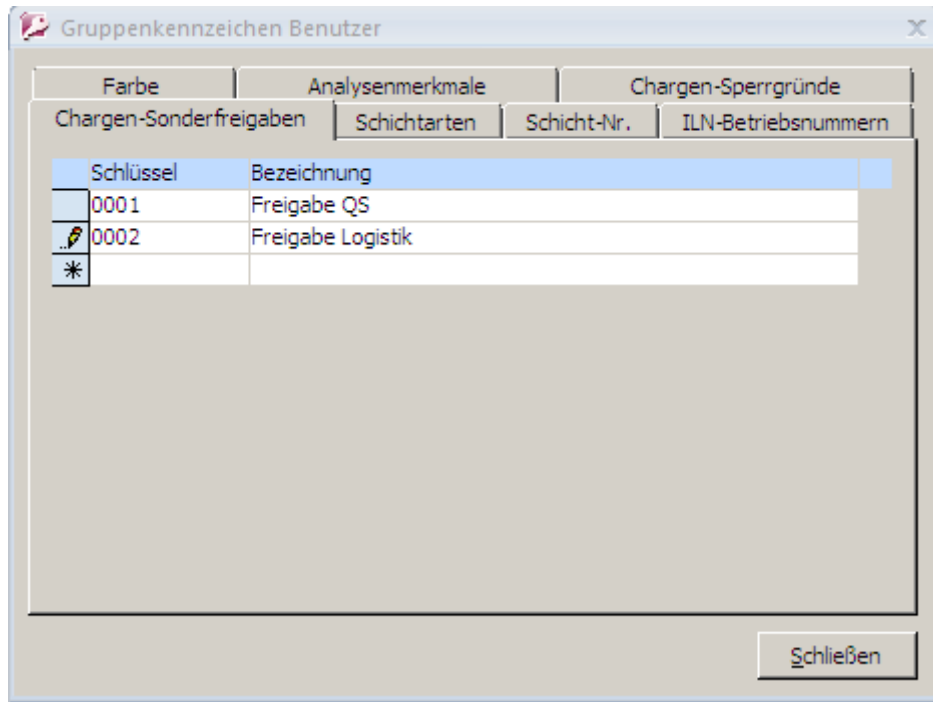 Gruppenkennzeichen Benutzer
Farbe Analysenmerkmale Chargen-Sperrgründe
Chargen-Sonderfreigaben Schichtarten Schicht-Nr. ILN-Betriebsnummern
Schlüssel Bezeichnung
0001 Freigabe QS
0002 Freigabe Logistik
Schließen